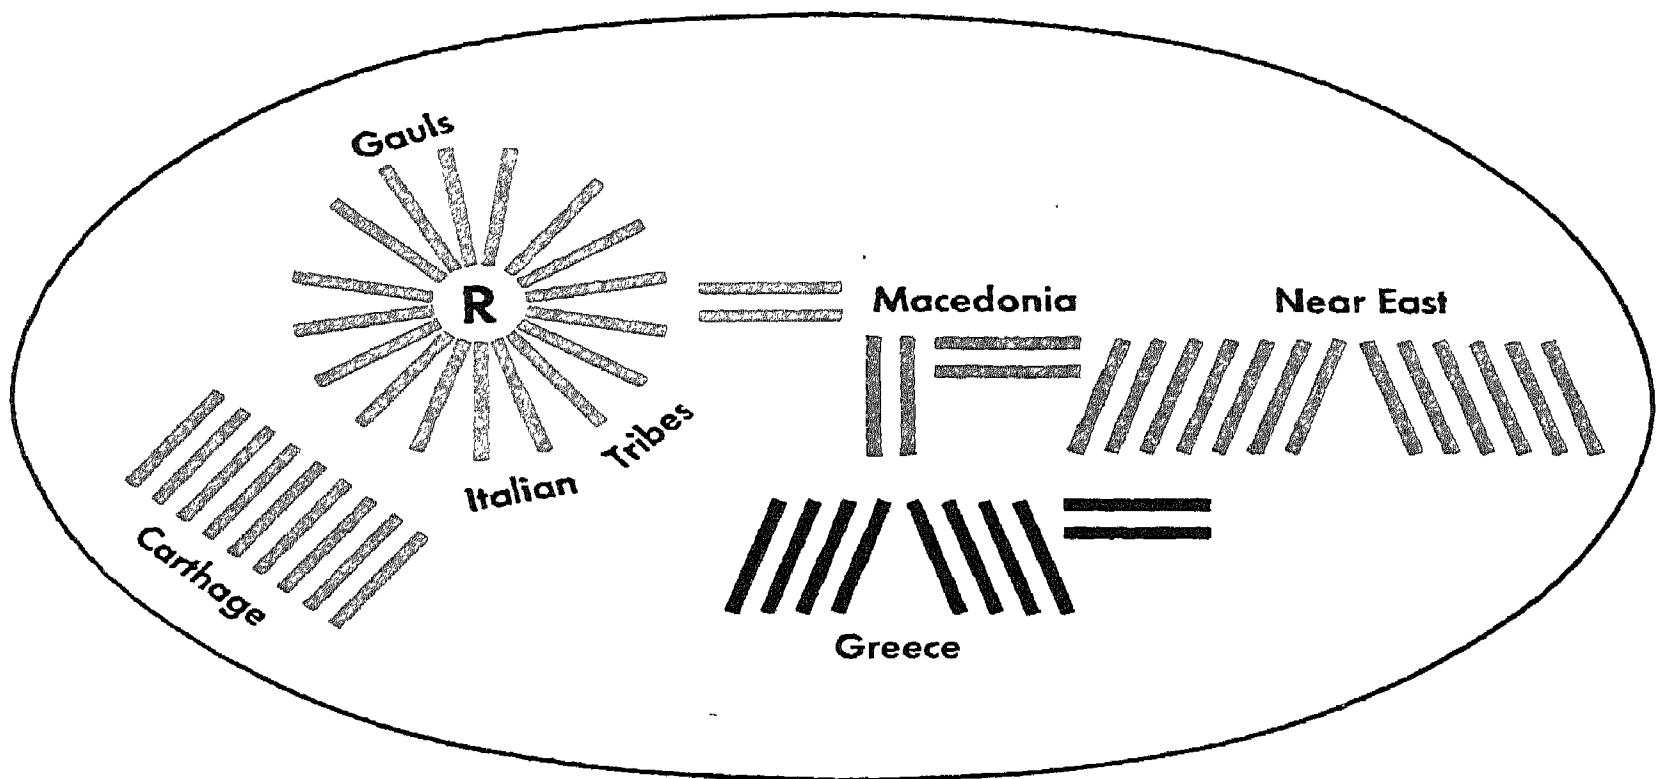 Gauls
R
Macedonia
Near East
Italian Tribes
Carthage
Greece